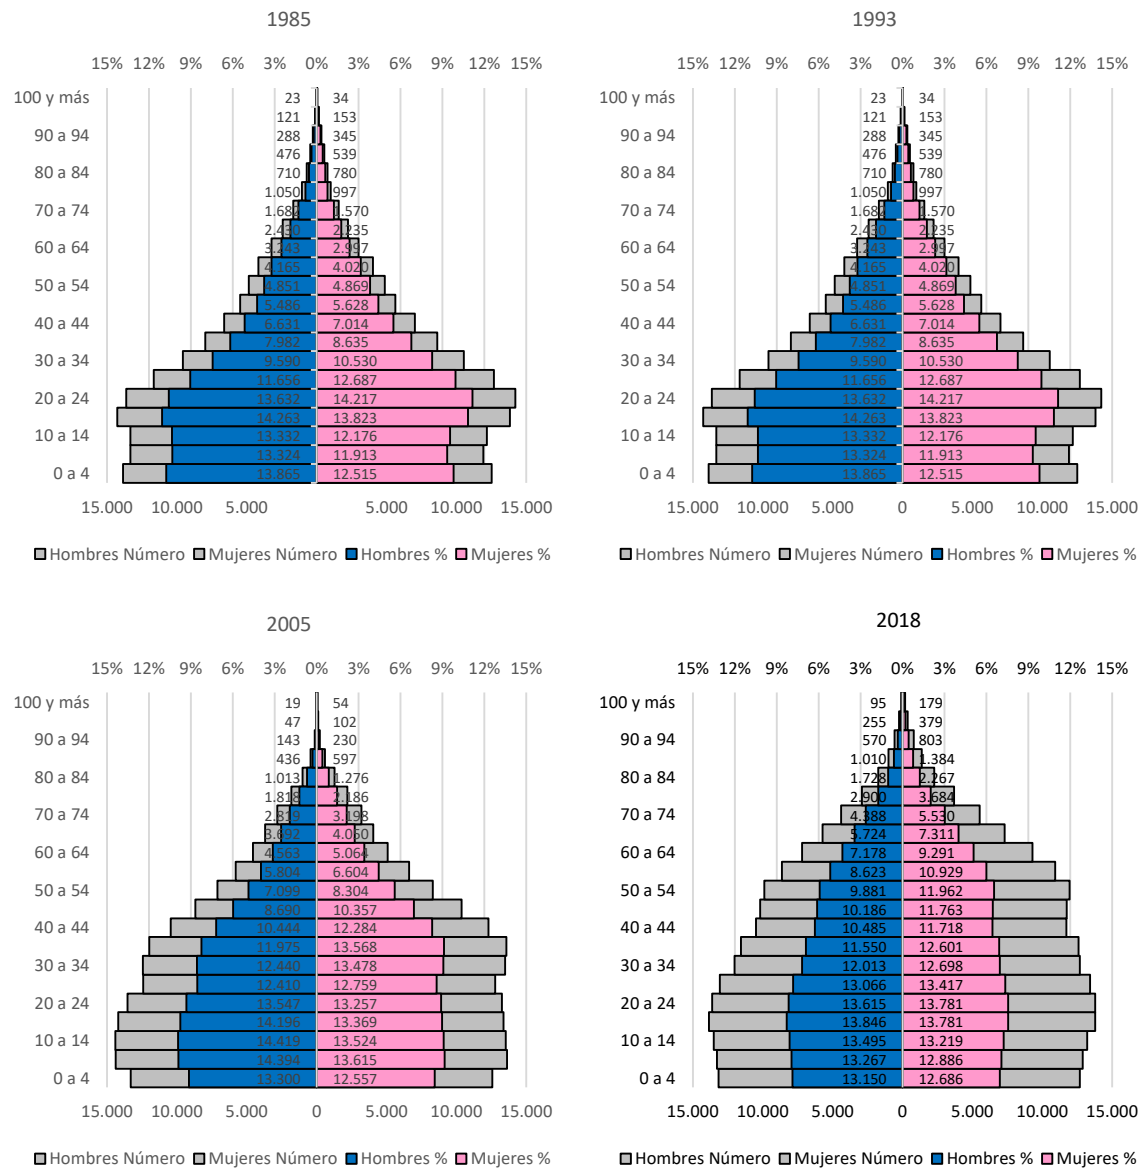 1985
15% 12% 9% 6% 3% 0% 3% 6% 9% 12% 15%
100 y más 23 34
121 153
90 a 94 288 345
476 539
80 a 84 710 780
1.050 997
70 a 74 1.682 1.570
2.430 2.235
60 a 64 3.243 2.997
4.165 4.020
50 a 54 4.851 4.869
5.486 5.628
40 a 44 6.631 7.014
7.982 8.635
30 a 34 9.590 10.530
11.656 12.687
20 a 24 13.632 14.217
14.263 13.823
10 a 14 13.332 12.176
13.324 11.913
0 a 4 13.865 12.515
15.000 10.000 5.000 5.000 10.000 15.000
Hombres Número Mujeres Número Hombres % Mujeres %
1993
15% 12% 9% 6% 3% 0% 3% 6% 9% 12% 15%
100 y más 23 34
121 153
90 a 94 288 345
476 539
80 a 84 710 780
1.050 997
70 a 74 1.682 1.570
2.430 2.235
60 a 64 3.243 2.997
4.165 4.020
50 a 54 4.851 4.869
5.486 5.628
40 a 44 6.631 7.014
7.982 8.635
30 a 34 9.590 10.530
11.656 12.687
20 a 24 13.632 14.217
14.263 13.823
10 a 14 13.332 12.176
13.324 11.913
0 a 4 13.865 12.515
15.000 10.000 5.000 0 5.000 10.000 15.000
Hombres Número Mujeres Número Hombres % Mujeres %
2005
15% 12% 9% 6% 3% 0% 3% 6% 9% 12% 15%
100 y más 19 54
47 102
90 a 94 143 230
436 597
80 a 84 1.013 1.276
1.818 2.186
70 a 74 2.819 3.198
3.692 4.050
60 a 64 4.563 5.064
5.804 6.604
50 a 54 7.099 8.304
8.690 10.357
40 a 44 10.444 12.284
11.975 13.568
30 a 34 12.440 13.478
12.410 12.759
20 a 24 13.547 13.257
14.196 13.369
10 a 14 14.419 13.524
14.394 13.615
0 a 4 13.300 12.557
15.000 10.000 5.000 0 5.000 10.000 15.000
Hombres Número Mujeres Número Hombres % Mujeres %
2018
15% 12% 9% 6% 3% 0% 3% 6% 9% 12% 15%
100 y más 95 179
255 379
90 a 94 570 803
1.010 1.384
80 a 84 1.728 2.267
2.900 3.684
70 a 74 4.388 5.530
5.724 7.311
60 a 64 7.178 9.291
8.623 10.929
50 a 54 9.881 11.962
10.186 11.763
40 a 44 10.485 11.718
11.550 12.601
30 a 34 12.013 12.698
13.066 13.417
20 a 24 13.615 13.781
13.846 13.781
10 a 14 13.495 13.219
13.267 12.886
0 a 4 13.150 12.686
15.000 10.000 5.000 0 5.000 10.000 15.000
Hombres Número Mujeres Número Hombres % Mujeres %